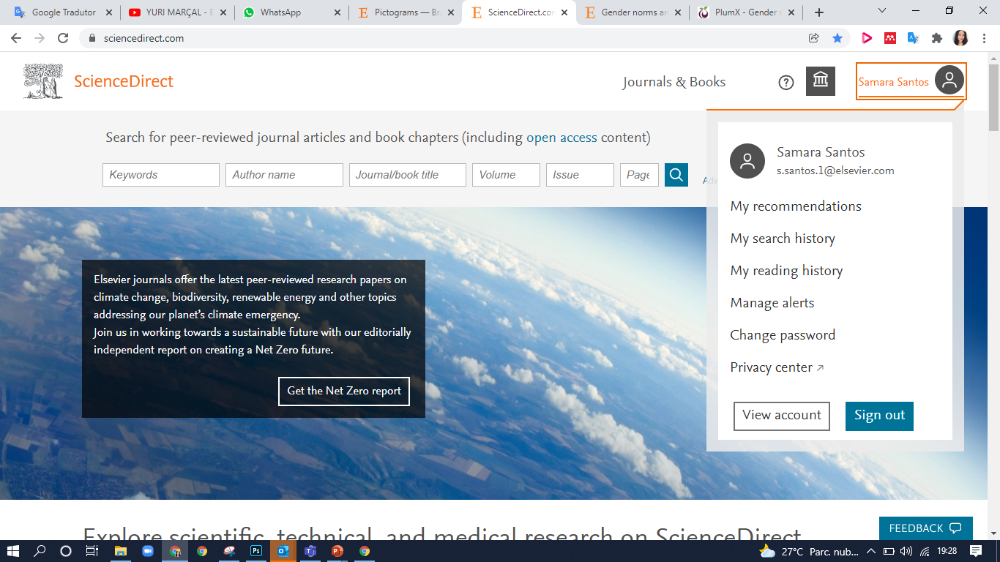 Google Tradutor
YURI MARÇAL - E
WhatsApp
Pictograms — Br
ScienceDirect.co
Gender norms a
PlumX - Gender
sciencedirect.com
ScienceDirect
Journals & Books
Samara Santos
Search for peer-reviewed journal articles and book chapters (including open access content)
Keywords
Author name
Journal/book title
Volume
Issue
Page
Samara Santos
s.santos.1@elsevier.com
My recommendations
My search history
My reading history
Manage alerts
Change password
Privacy center
View account
Sign out
Elsevier journals offer the latest peer-reviewed research papers on
climate change, biodiversity, renewable energy and other topics
addressing our planet's climate emergency.
Join us in working towards a sustainable future with our editorially
independent report on creating a Net Zero future.
Get the Net Zero report
Explore scientific, technical, and medical research on ScienceDirect
FEEDBACK
27°C Parc. nub...
19:28